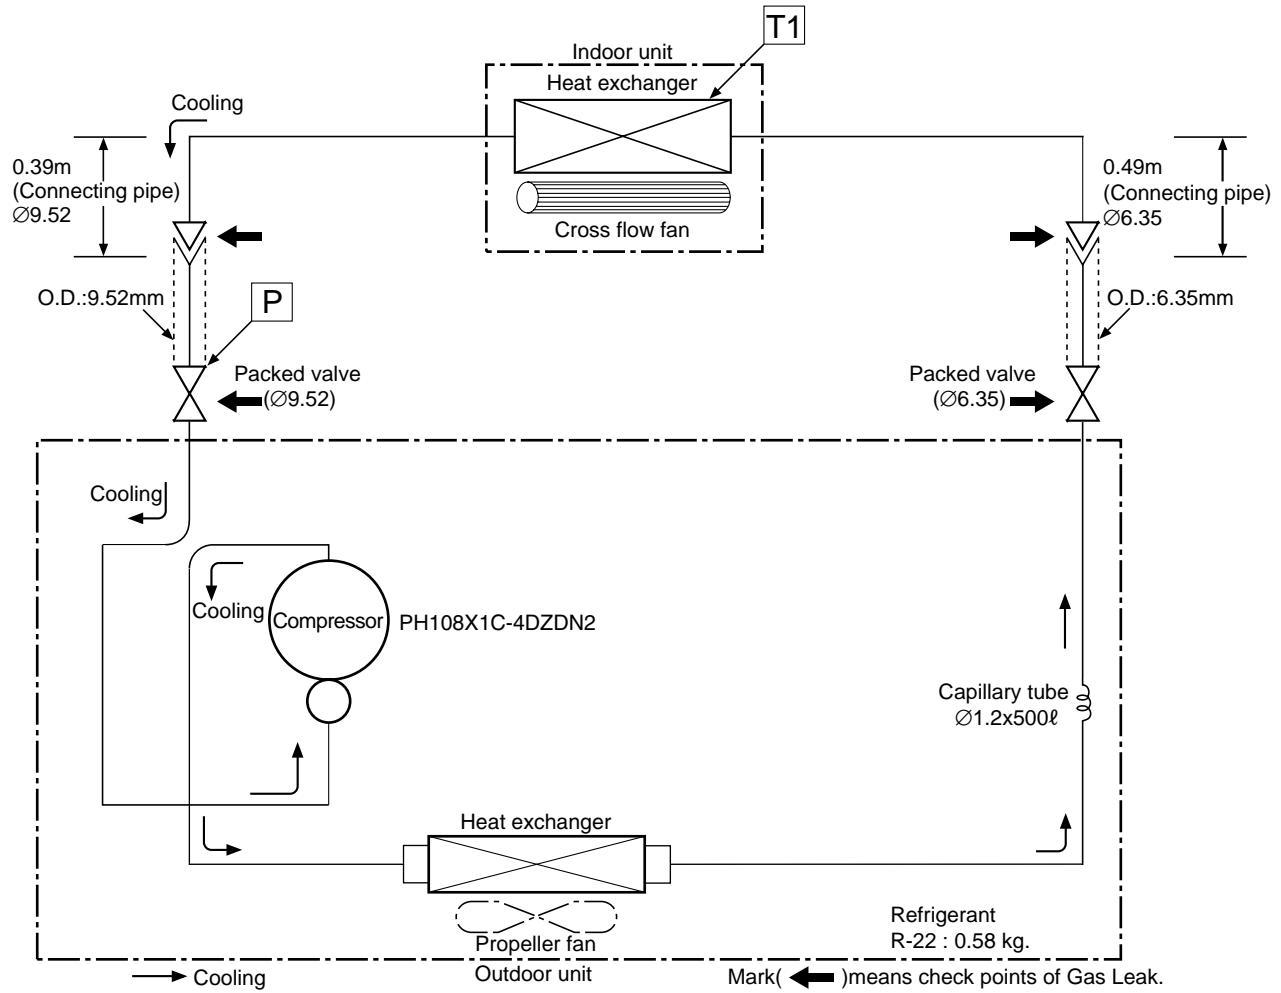 T1
Indoor unit
Heat exchanger
Cooling
0.39m
(Connecting pipe)
∅9.52
0.49m
(Connecting pipe)
∅6.35
Cross flow fan
O.D.:9.52mm
P
O.D.:6.35mm
Packed valve
(∅9.52)
Packed valve
(∅6.35)
Cooling
Cooling
Compressor
PH108X1C-4DZDN2
Capillary tube
∅1.2x500ℓ
Heat exchanger
Propeller fan
Refrigerant
R-22 : 0.58 kg.
Cooling
Outdoor unit
Mark( )means check points of Gas Leak.